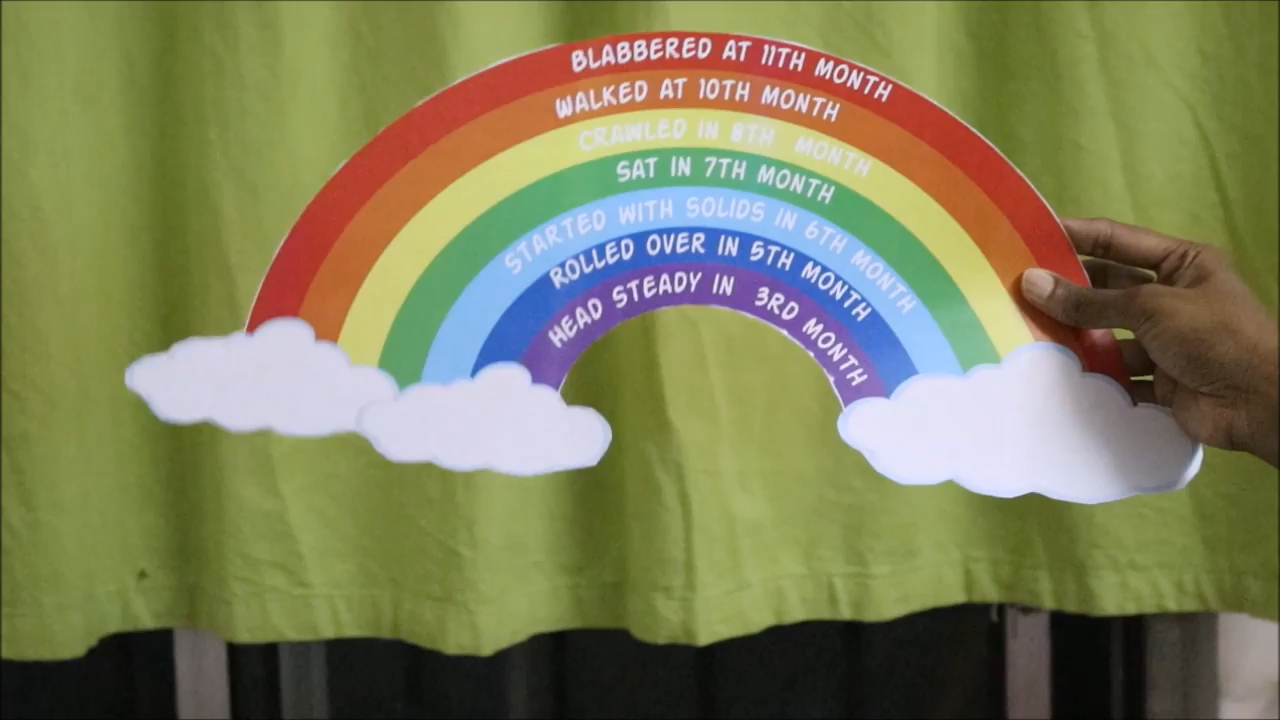 BLABBERED AT 11TH MONTH
WALKED AT 10TH MONTH
CRAWLED IN 8TH MONTH
SAT IN 7TH MONTH
STARTED WITH SOLIDS IN 6TH MONTH
ROLLED OVER IN 5TH MONTH
HEAD STEADY IN 3RD MONTH